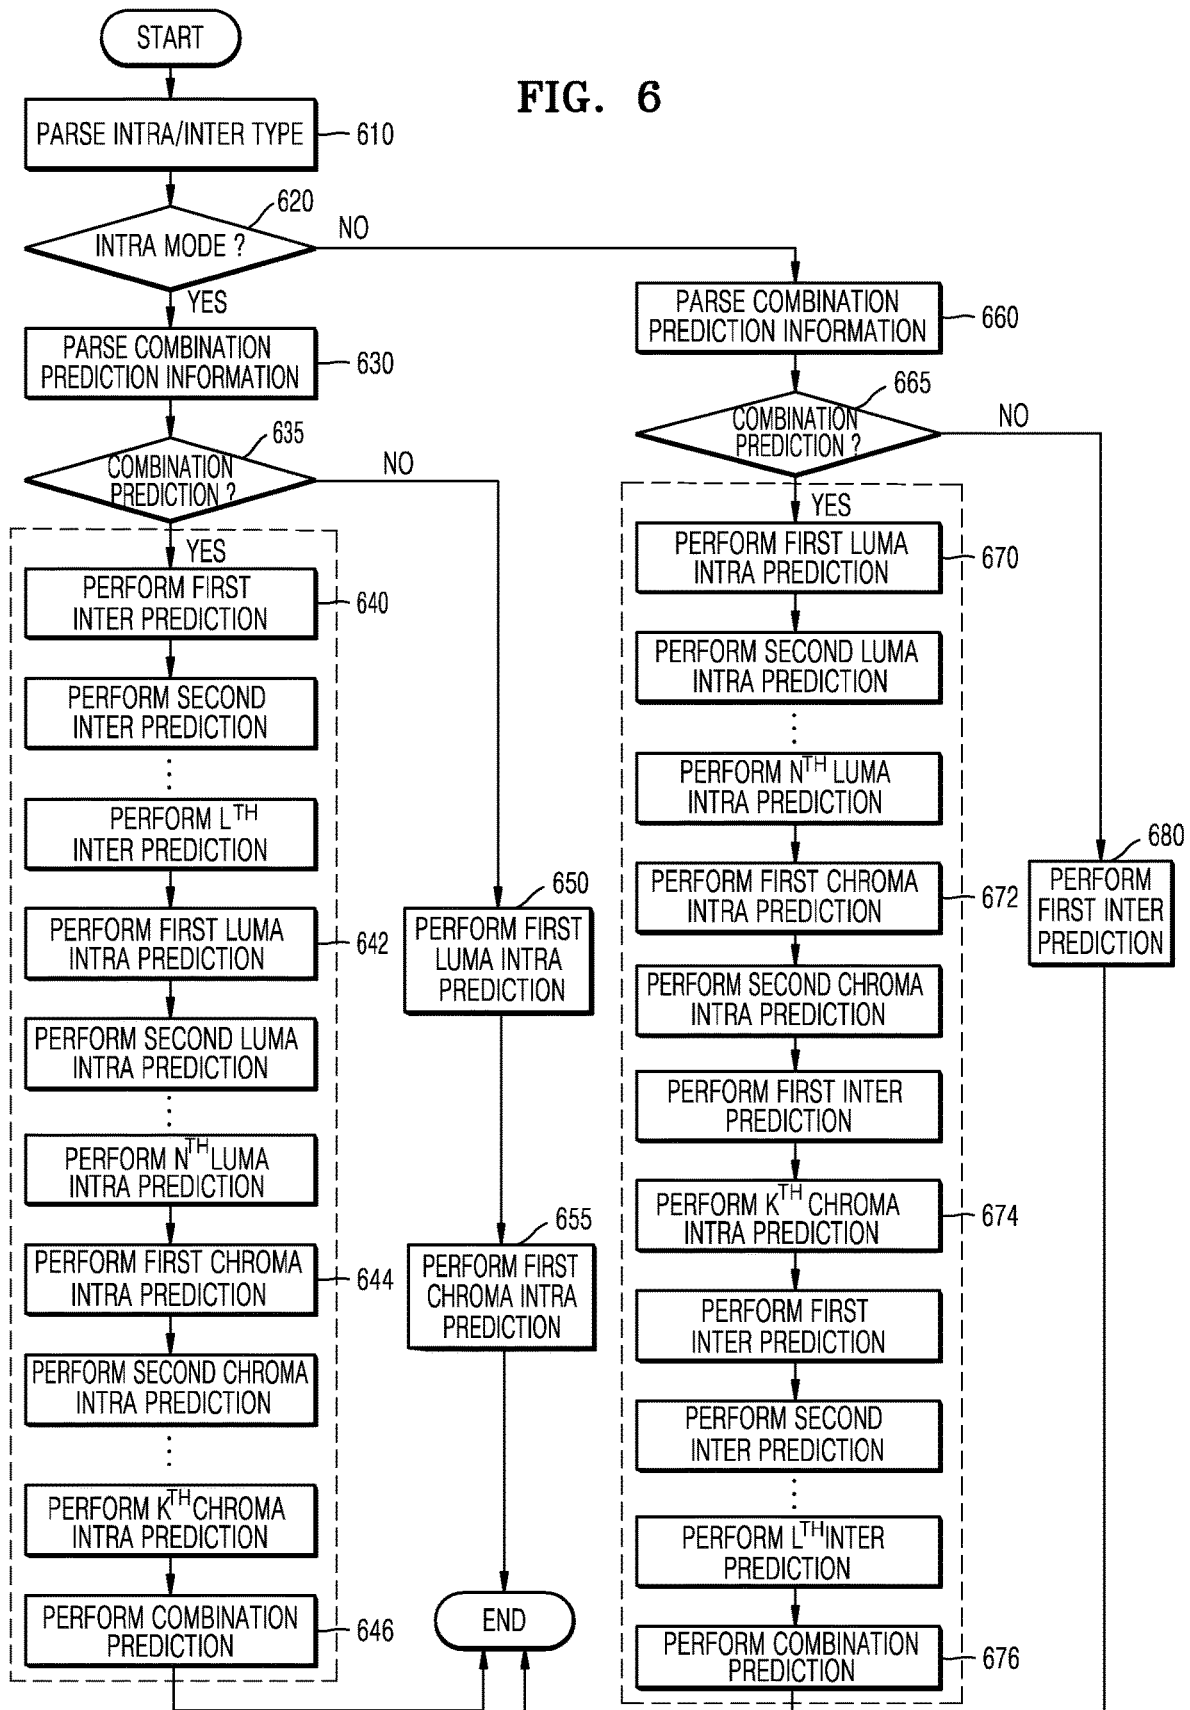 START
FIG. 6
PARSE INTRA/INTER TYPE
610
620
INTRA MODE ?
NO
YES
PARSE COMBINATION
PREDICTION INFORMATION
630
635
COMBINATION
PREDICTION ?
NO
YES
PERFORM FIRST
INTER PREDICTION
640
PERFORM SECOND
INTER PREDICTION
PERFORM LTH
INTER PREDICTION
PERFORM FIRST LUMA
INTRA PREDICTION
642
PERFORM SECOND LUMA
INTRA PREDICTION
PERFORM NTH LUMA
INTRA PREDICTION
PERFORM FIRST CHROMA
INTRA PREDICTION
644
PERFORM SECOND CHROMA
INTRA PREDICTION
PERFORM KTH CHROMA
INTRA PREDICTION
PERFORM COMBINATION
PREDICTION
646
650
PERFORM FIRST
LUMA INTRA
PREDICTION
655
PERFORM FIRST
CHROMA INTRA
PREDICTION
END
PARSE COMBINATION
PREDICTION INFORMATION
660
665
COMBINATION
PREDICTION ?
NO
YES
PERFORM FIRST LUMA
INTRA PREDICTION
670
PERFORM SECOND LUMA
INTRA PREDICTION
PERFORM NTH LUMA
INTRA PREDICTION
PERFORM FIRST CHROMA
INTRA PREDICTION
672
PERFORM SECOND CHROMA
INTRA PREDICTION
PERFORM FIRST INTER
PREDICTION
PERFORM KTH CHROMA
INTRA PREDICTION
674
PERFORM FIRST
INTER PREDICTION
PERFORM SECOND
INTER PREDICTION
PERFORM LTH INTER
PREDICTION
PERFORM COMBINATION
PREDICTION
676
680
PERFORM
FIRST INTER
PREDICTION